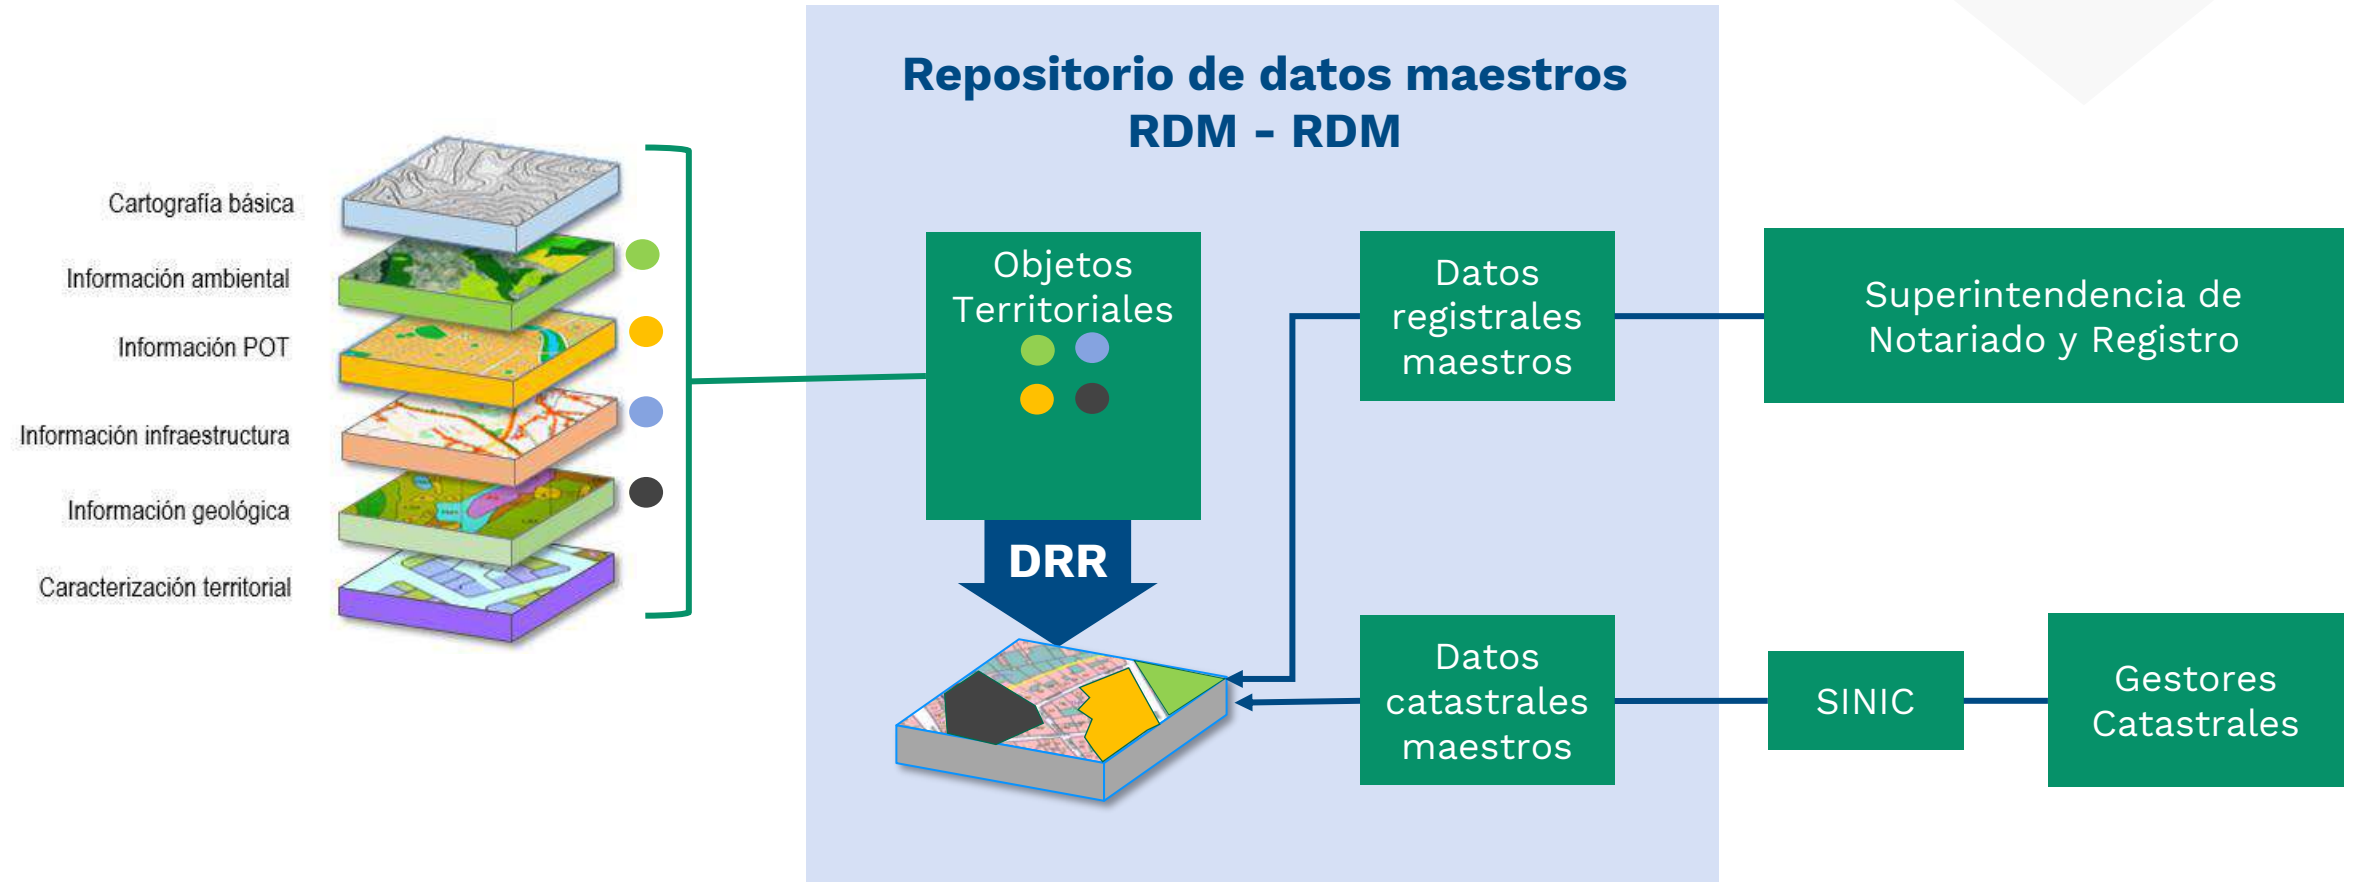 Repositorio de datos maestros
RDM - RDM
Cartografía básica
Información ambiental
Información POT
Información infraestructura
Información geológica
Caracterización territorial
Objetos
Territoriales
DRR
Datos
registrales
maestros
Superintendencia de
Notariado y Registro
Datos
catastrales
maestros
SINIC
Gestores
Catastrales